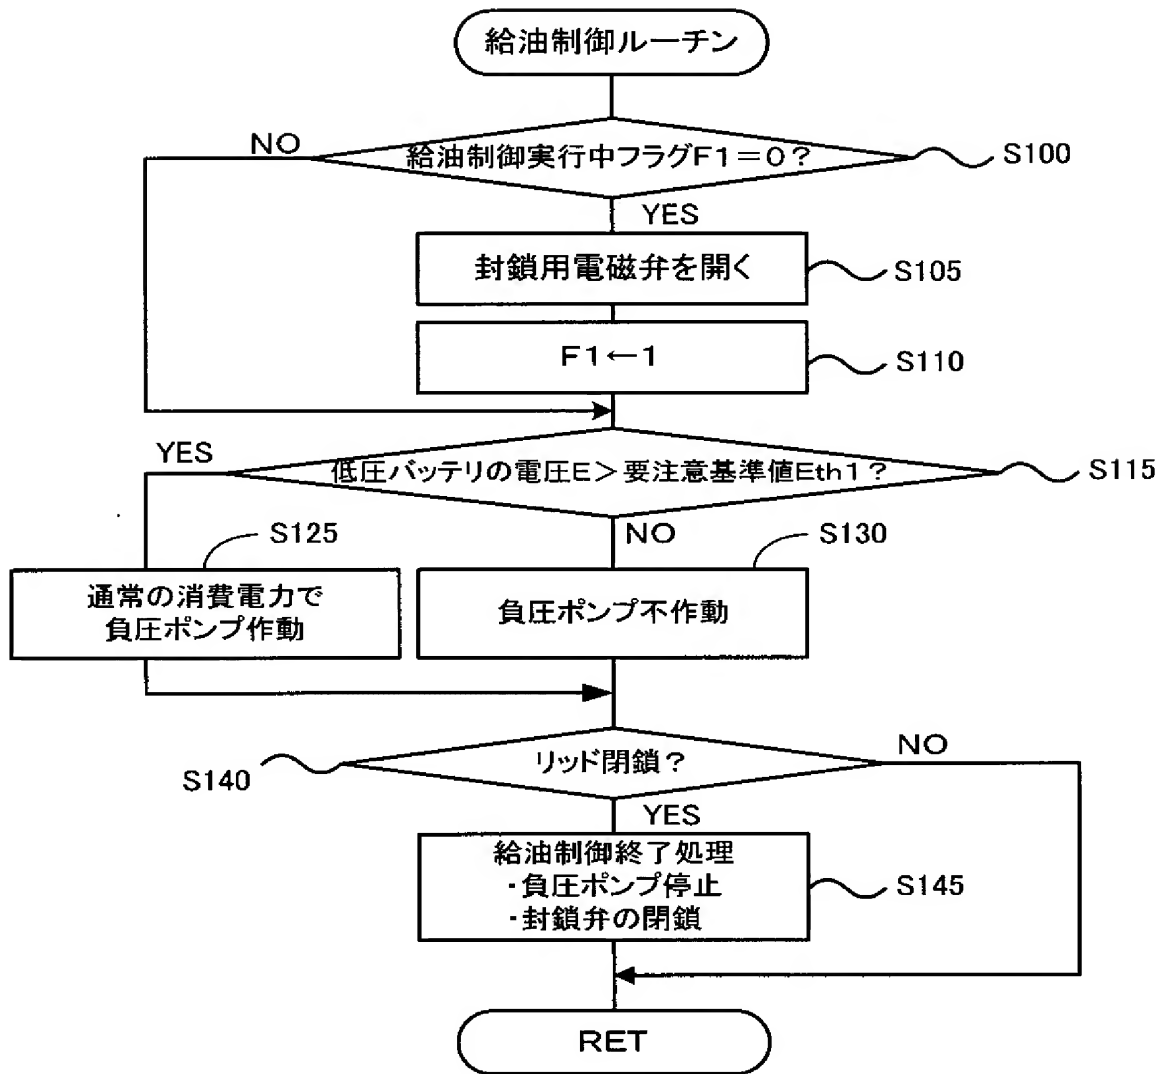 給油制御ルーチン
NO
給油制御実行中フラグF1=0?
S100
YES
封鎖用電磁弁を開く
S105
F1←1
S110
YES
低圧バッテリの電圧E>要注意基準値Eth1?
S115
S125
NO
S130
通常の消費電力で
負圧ポンプ作動
負圧ポンプ不作動
リッド閉鎖?
NO
S140
YES
給油制御終了処理
・負圧ポンプ停止
・封鎖弁の閉鎖
S145
RET